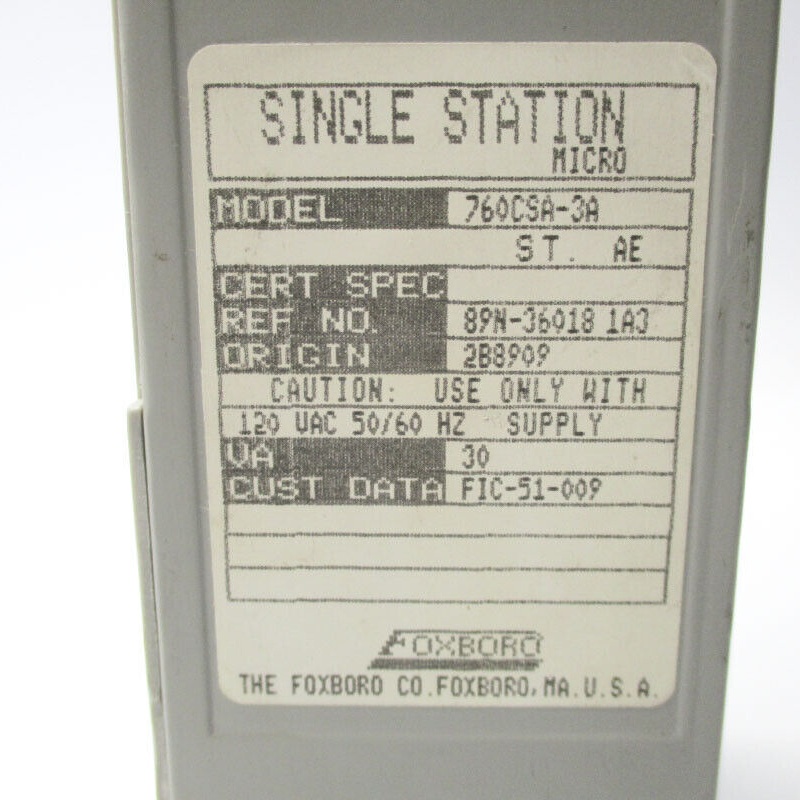 SINGLE STATION
MICRO
MODEL 760CSA-3A
ST. AE
CERT SPEC
REF NO. 89N-36018 1A3
ORIGIN 2B8909
CAUTION: USE ONLY WITH
120 VAC 50/60 HZ SUPPLY
VA 30
CUST DATA FIC-51-009
FOXBORO
THE FOXBORO CO.FOXBORO,MA.U.S.A.